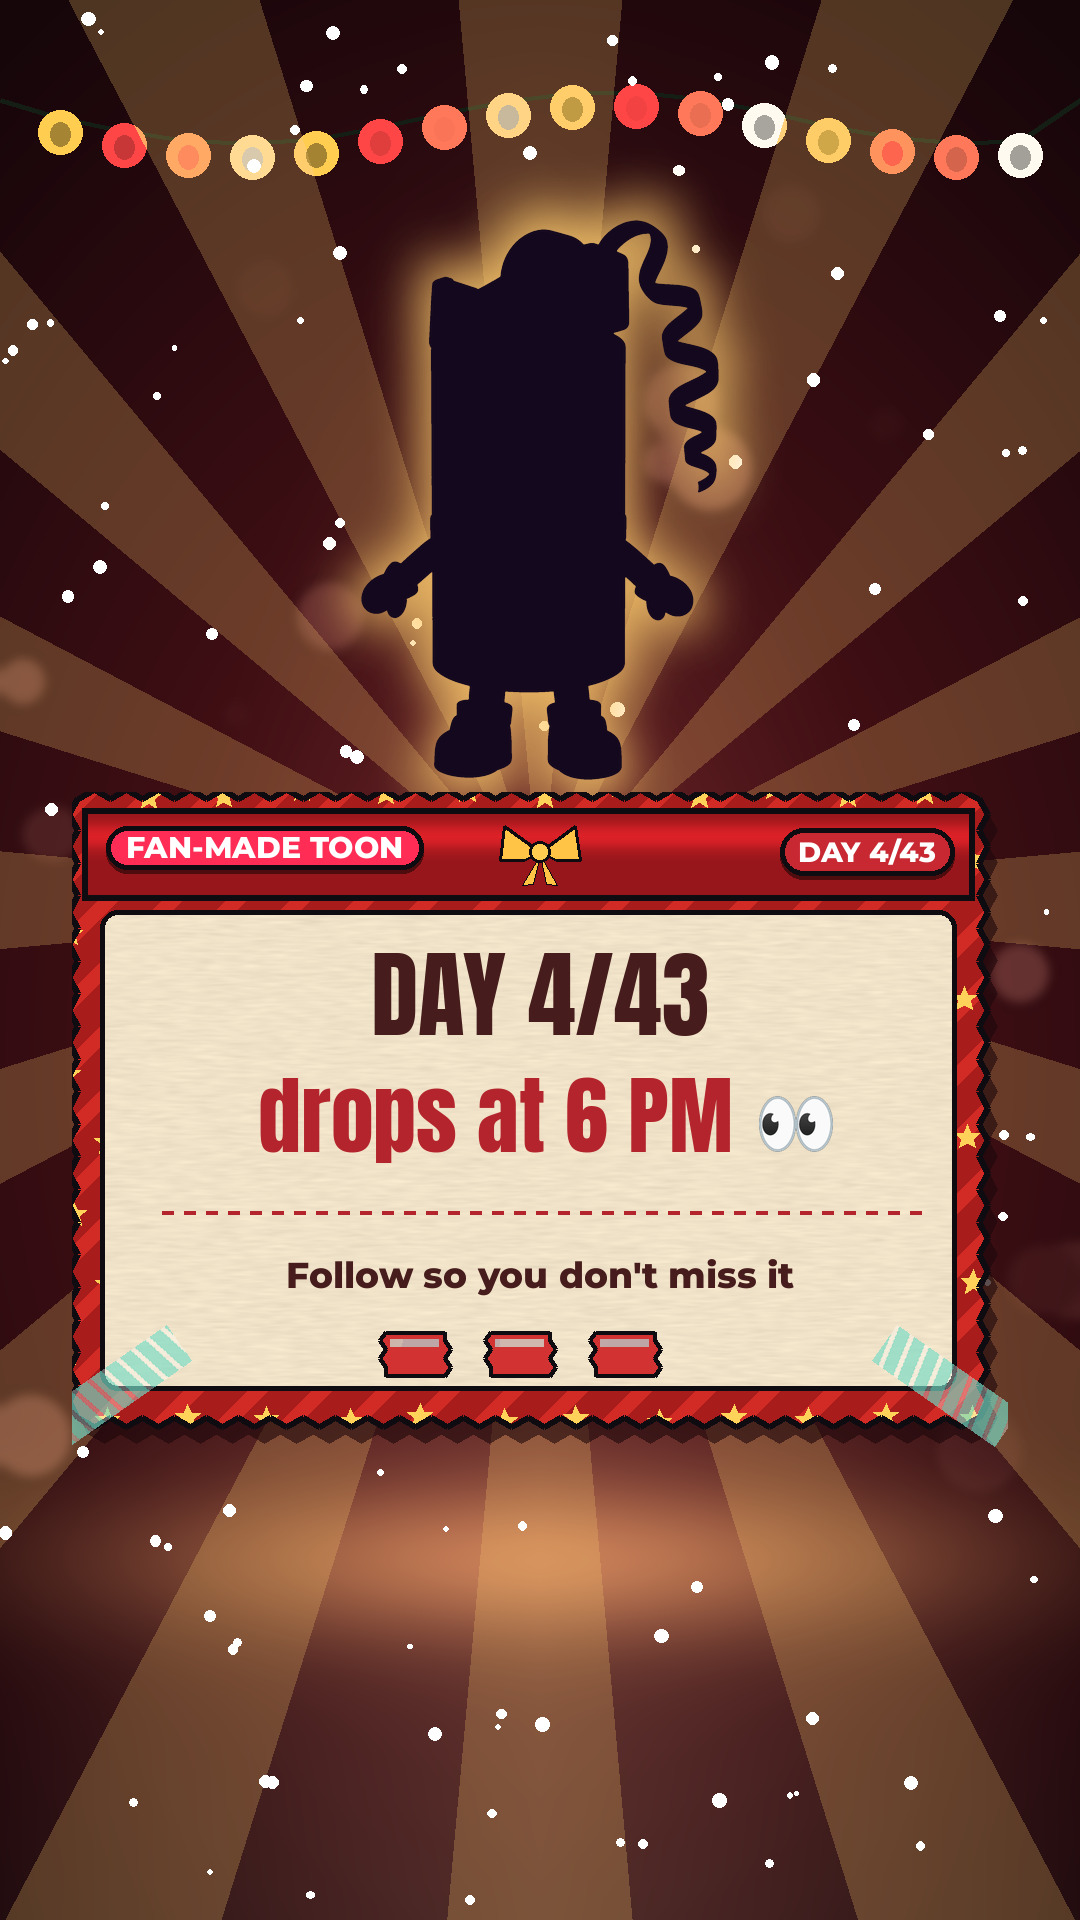 FAN-MADE TOON
DAY 4/43
DAY 4/43
drops at 6 PM 👀
Follow so you don't miss it